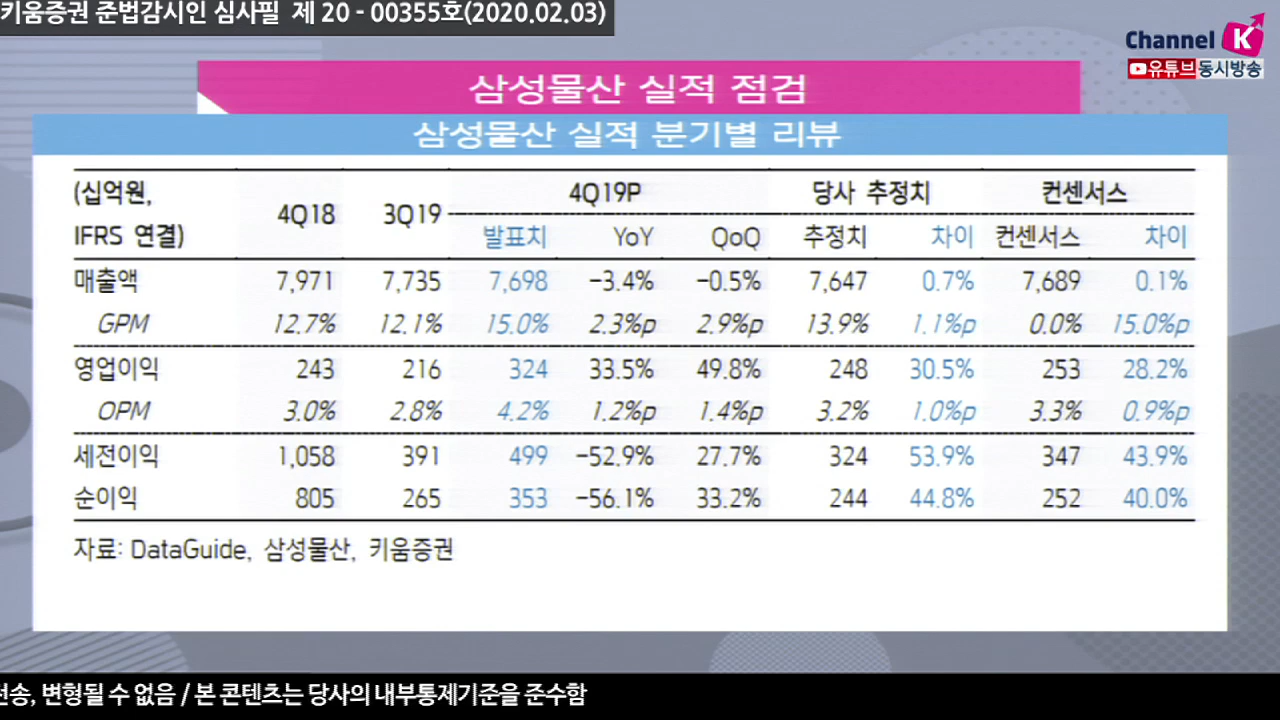 키움증권 준법감시인 심사필 제 20 - 00355호(2020.02.03)
Channel K
유튜브 동시방송
삼성물산 실적 점검
삼성물산 실적 분기별 리뷰
(십억원, 4Q18 3Q19 4Q19P 당사 추정치 컨센서스
IFRS 연결) 발표치 YoY QoQ 추정치 차이 컨센서스 차이
매출액 7,971 7,735 7,698 -3.4% -0.5% 7,647 0.7% 7,689 0.1%
GPM 12.7% 12.1% 15.0% 2.3%p 2.9%p 13.9% 1.1%p 0.0% 15.0%p
영업이익 243 216 324 33.5% 49.8% 248 30.5% 253 28.2%
OPM 3.0% 2.8% 4.2% 1.2%p 1.4%p 3.2% 1.0%p 3.3% 0.9%p
세전이익 1,058 391 499 -52.9% 27.7% 324 53.9% 347 43.9%
순이익 805 265 353 -56.1% 33.2% 244 44.8% 252 40.0%
자료: DataGuide, 삼성물산, 키움증권
전송, 변형될 수 없음 / 본 콘텐츠는 당사의 내부통제기준을 준수함